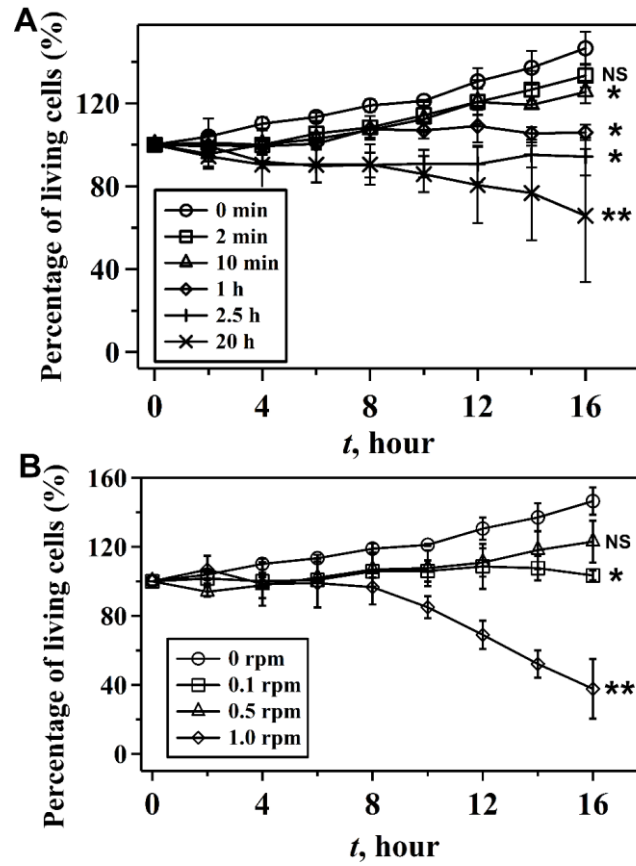 A
Percentage of living cells (%)
120
80
40
0
0 min
2 min
10 min
1 h
2.5 h
20 h
NS
*
*
*
**
0 4 8 12 16
t, hour
B
Percentage of living cells (%)
160
120
80
40
0
0 rpm
0.1 rpm
0.5 rpm
1.0 rpm
NS
*
**
0 4 8 12 16
t, hour